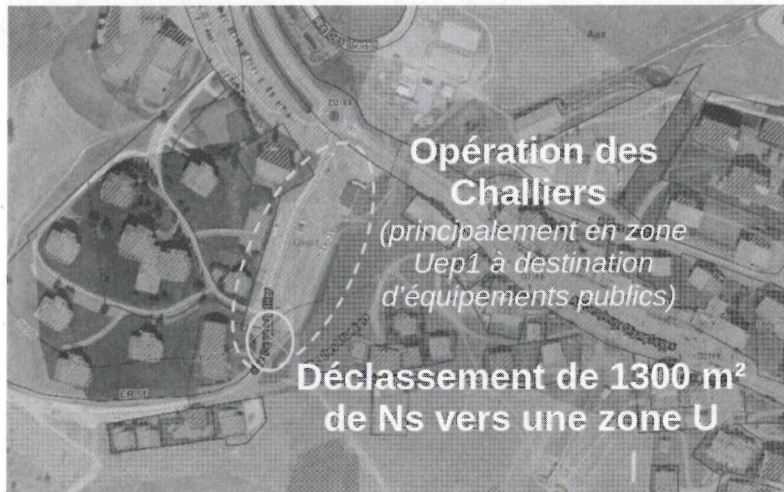 Opération des
Challiers
(principalement en zone
Uep1 à destination
d'équipements publics)
Déclassement de 1300 m²
de Ns vers une zone U